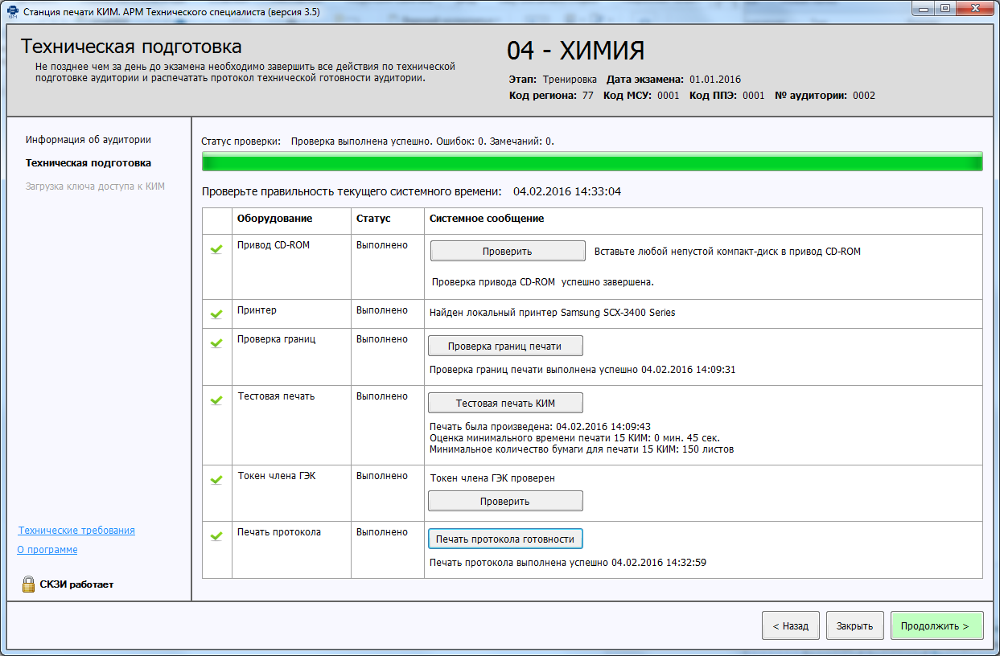 Станция печати КИМ. АРМ Технического специалиста (версия 3.5)
Техническая подготовка
Не позднее чем за день до экзамена необходимо завершить все действия по технической
подготовке аудитории и распечатать протокол технической готовности аудитории.
04 - ХИМИЯ
Этап: Тренировка Дата экзамена: 01.01.2016
Код региона: 77 Код МСУ: 0001 Код ППЭ: 0001 № аудитории: 0002
Информация об аудитории
Техническая подготовка
Загрузка ключа доступа к КИМ
Технические требования
О программе
СКЗИ работает
Статус проверки: Проверка выполнена успешно. Ошибок: 0. Замечаний: 0.
Проверьте правильность текущего системного времени: 04.02.2016 14:33:04
Оборудование Статус Системное сообщение
Привод CD-ROM Выполнено Проверить Вставьте любой непустой компакт-диск в привод CD-ROM
Проверка привода CD-ROM успешно завершена.
Принтер Выполнено Найден локальный принтер Samsung SCX-3400 Series
Проверка границ Выполнено Проверка границ печати
Проверка границ печати выполнена успешно 04.02.2016 14:09:31
Тестовая печать Выполнено Тестовая печать КИМ
Печать была произведена: 04.02.2016 14:09:43
Оценка минимального времени печати 15 КИМ: 0 мин. 45 сек.
Минимальное количество бумаги для печати 15 КИМ: 150 листов
Токен члена ГЭК Выполнено Токен члена ГЭК проверен
Проверить
Печать протокола Выполнено Печать протокола готовности
Печать протокола выполнена успешно 04.02.2016 14:32:59
< Назад Закрыть Продолжить >